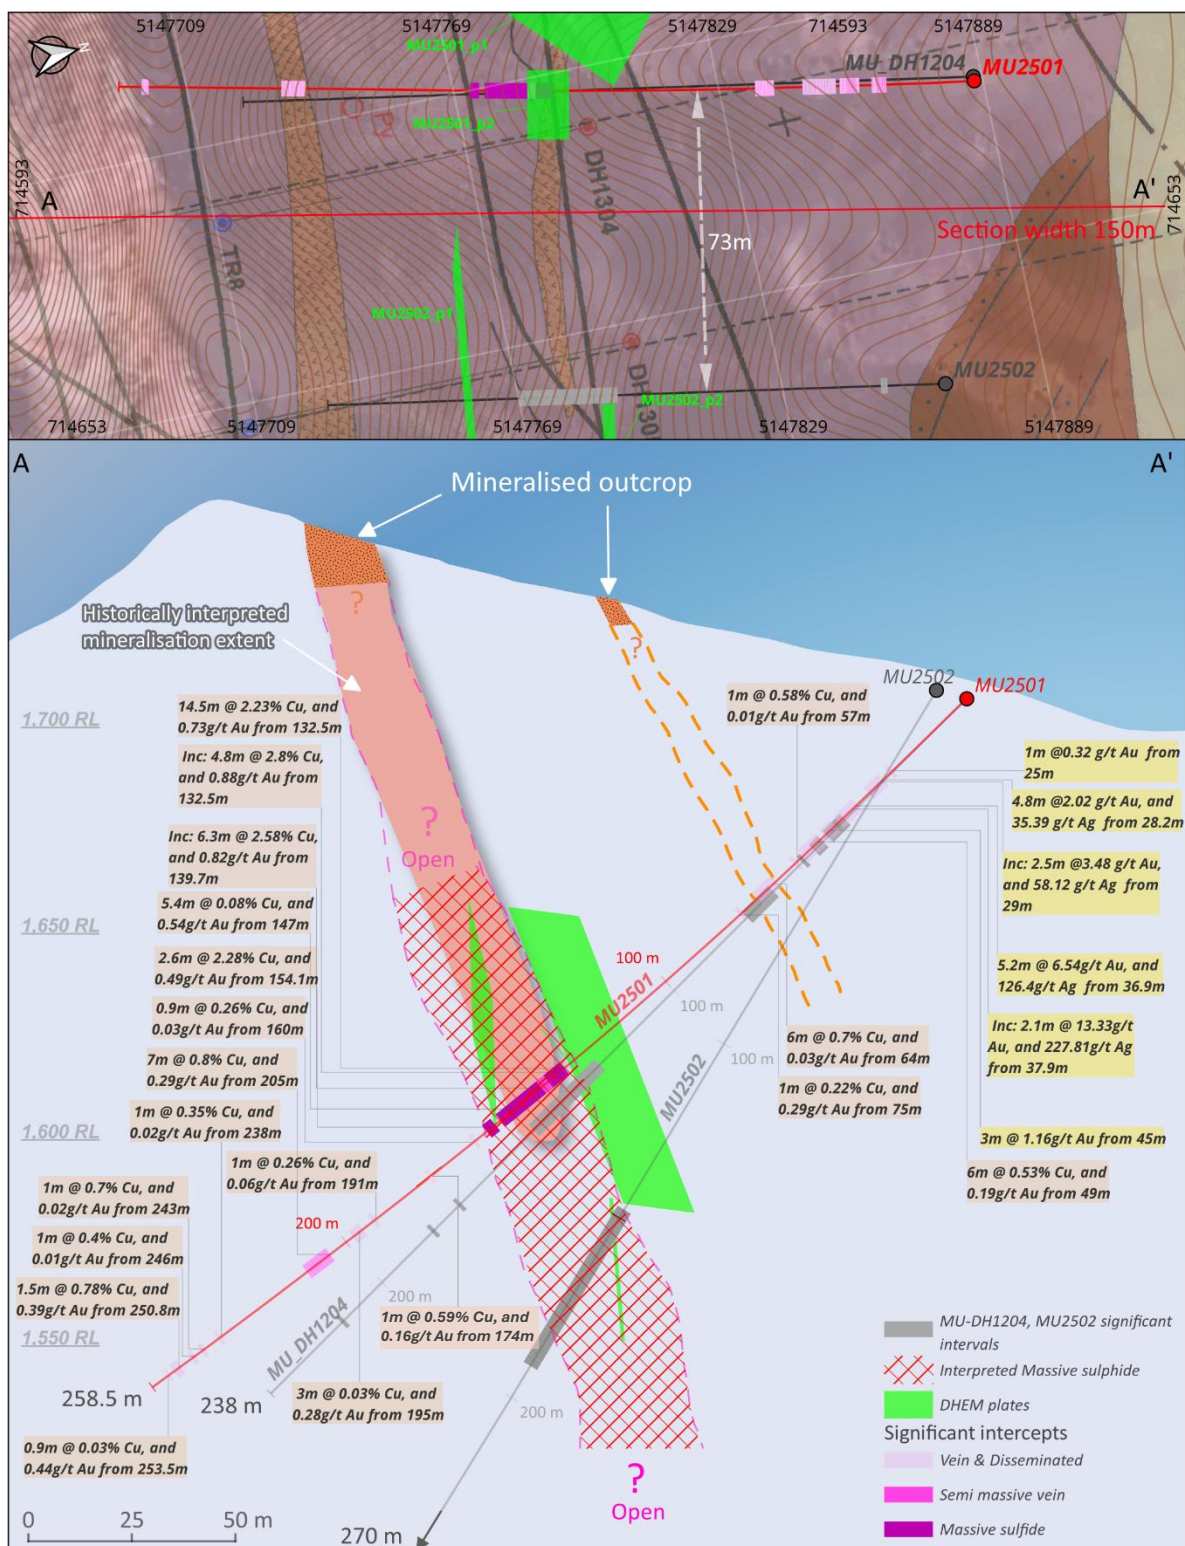 5147709
5147769
5147829
714593
5147889
N
MU2501_p1
MU_DH1204
MU2501
MU2501_p2
DH1304
714593
A
A'
714653
Section width 150m
73m
TR8
MU2502_p1
MU2502
DH130
MU2502_p2
714653
5147709
5147769
5147829
5147889
A
A'
Mineralised outcrop
?
Historically interpreted
mineralisation extent
?
MU2502
MU2501
1,700 RL
14.5m @ 2.23% Cu, and
0.73g/t Au from 132.5m
1m @ 0.58% Cu, and
0.01g/t Au from 57m
Inc: 4.8m @ 2.8% Cu,
and 0.88g/t Au from
132.5m
1m @0.32 g/t Au from
25m
4.8m @2.02 g/t Au, and
35.39 g/t Ag from 28.2m
Inc: 6.3m @ 2.58% Cu,
and 0.82g/t Au from
139.7m
?
Open
Inc: 2.5m @3.48 g/t Au,
and 58.12 g/t Ag from
29m
5.4m @ 0.08% Cu, and
0.54g/t Au from 147m
1,650 RL
2.6m @ 2.28% Cu, and
0.49g/t Au from 154.1m
100 m
MU2501
100 m
5.2m @ 6.54g/t Au, and
126.4g/t Ag from 36.9m
0.9m @ 0.26% Cu, and
0.03g/t Au from 160m
Inc: 2.1m @ 13.33g/t
Au, and 227.81g/t Ag
from 37.9m
7m @ 0.8% Cu, and
0.29g/t Au from 205m
100 m
MU2502
6m @ 0.7% Cu, and
0.03g/t Au from 64m
1m @ 0.22% Cu, and
0.29g/t Au from 75m
1m @ 0.35% Cu, and
0.02g/t Au from 238m
1,600 RL
3m @ 1.16g/t Au from 45m
1m @ 0.26% Cu, and
0.06g/t Au from 191m
6m @ 0.53% Cu, and
0.19g/t Au from 49m
1m @ 0.7% Cu, and
0.02g/t Au from 243m
200 m
1m @ 0.4% Cu, and
0.01g/t Au from 246m
1.5m @ 0.78% Cu, and
0.39g/t Au from 250.8m
200 m
MU_DH1204
1m @ 0.59% Cu, and
0.16g/t Au from 174m
1,550 RL
258.5 m
238 m
3m @ 0.03% Cu, and
0.28g/t Au from 195m
200 m
0.9m @ 0.03% Cu, and
0.44g/t Au from 253.5m
?
Open
270 m
0 25 50 m
MU-DH1204, MU2502 significant
intervals
Interpreted Massive sulphide
DHEM plates
Significant intercepts
Vein & Disseminated
Semi massive vein
Massive sulfide